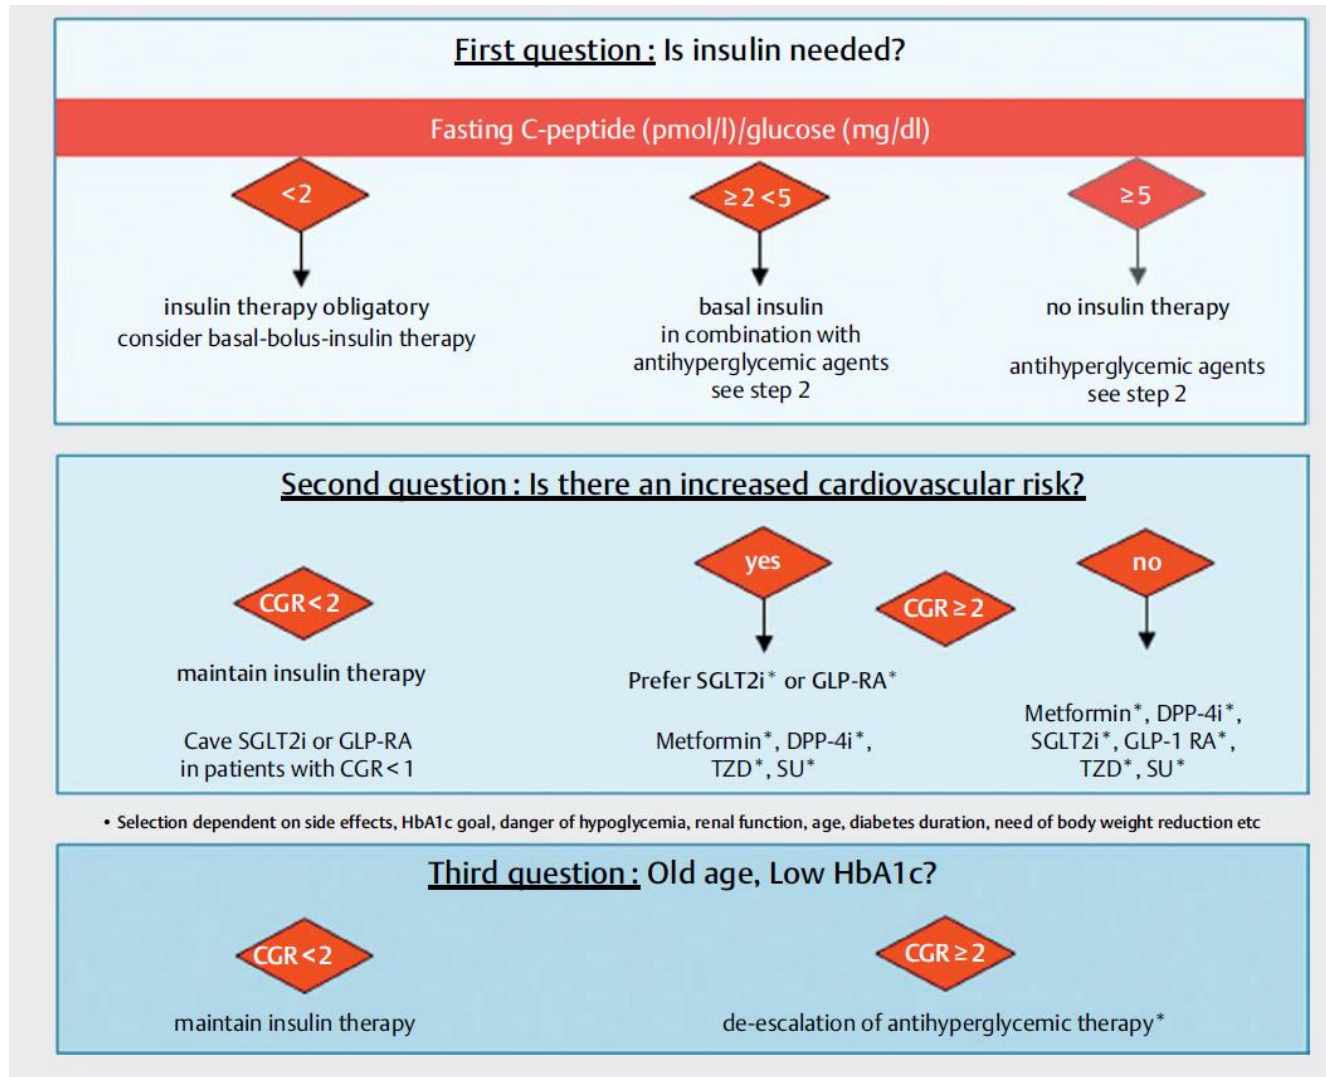 First question : Is insulin needed?
Fasting C-peptide (pmol/l)/glucose (mg/dl)
<2
≥2 <5
≥5
insulin therapy obligatory
consider basal-bolus-insulin therapy
basal insulin
in combination with
antihyperglycemic agents
see step 2
no insulin therapy
antihyperglycemic agents
see step 2
Second question : Is there an increased cardiovascular risk?
CGR < 2
maintain insulin therapy
Cave SGLT2i or GLP-RA
in patients with CGR < 1
yes
CGR ≥ 2
no
Prefer SGLT2i* or GLP-RA*
Metformin*, DPP-4i*,
TZD*, SU*
Metformin*, DPP-4i*,
SGLT2i*, GLP-1 RA*,
TZD*, SU*
• Selection dependent on side effects, HbA1c goal, danger of hypoglycemia, renal function, age, diabetes duration, need of body weight reduction etc
Third question : Old age, Low HbA1c?
CGR < 2
maintain insulin therapy
CGR ≥ 2
de-escalation of antihyperglycemic therapy*